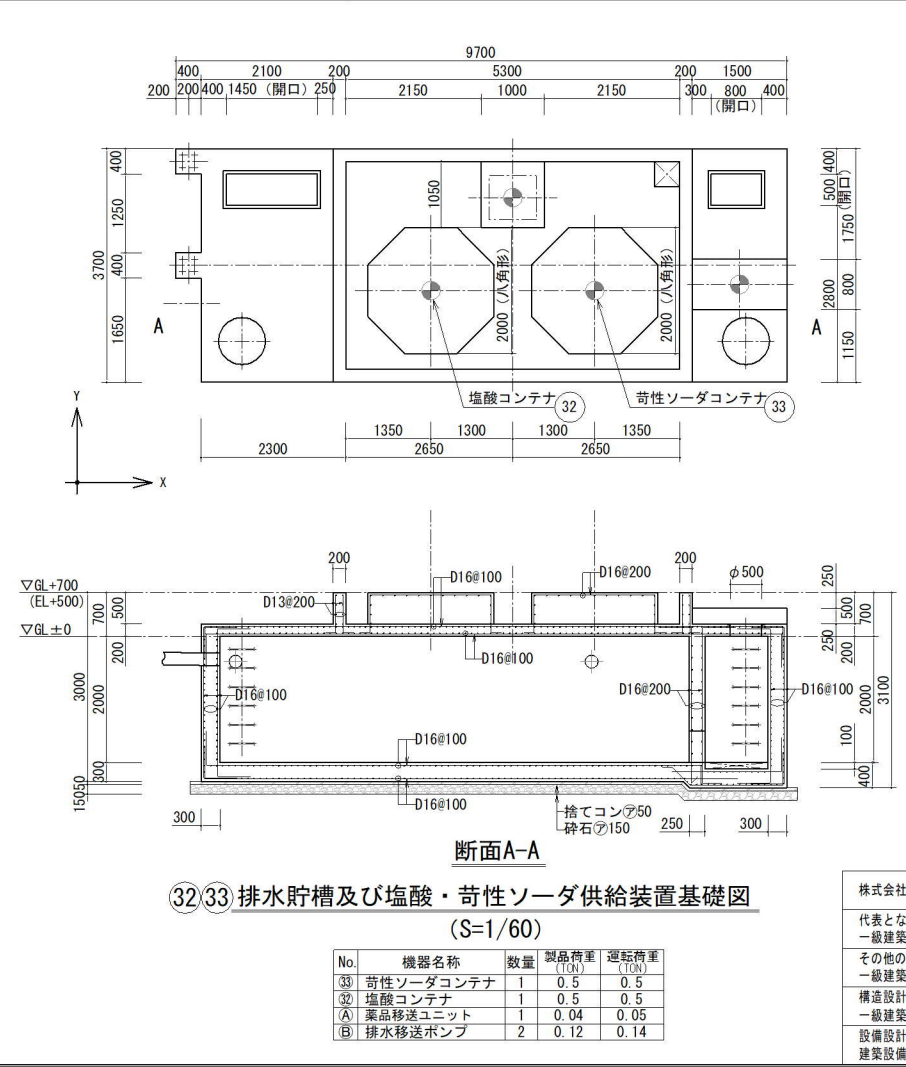 9700
400 2100 200 5300 200 1500
200 200 400 1450 (開口) 250 2150 1000 2150 300 800 400
(開口)
400
1250
3700
400
1650
1050
2000 (八角形)
2000 (八角形)
400
500
(開口)
1750
2800
800
1150
A
A
塩酸コンテナ 32
苛性ソーダコンテナ 33
Y
X
1350 1300 1300 1350
2300 2650 2650
200 200
D16@100
D16@200
φ500
250
▽GL+700
(EL+500)
D13@200
700
500
500
700
▽GL±0
200
250
200
D16@100
3000
2000
D16@100
D16@200
D16@100
2000
3100
D16@100
100
300
400
15050
D16@100
捨てコン㋐50
砕石㋐150
300
250
300
断面A-A
32 33 排水貯槽及び塩酸・苛性ソーダ供給装置基礎図
(S=1/60)
No. 機器名称 数量 製品荷重(TON) 運転荷重(TON)
㉝ 苛性ソーダコンテナ 1 0.5 0.5
㉜ 塩酸コンテナ 1 0.5 0.5
Ⓐ 薬品移送ユニット 1 0.04 0.05
Ⓑ 排水移送ポンプ 2 0.12 0.14
株式会社
代表とな
一級建築
その他の
一級建築
構造設計
一級建築
設備設計
建築設備